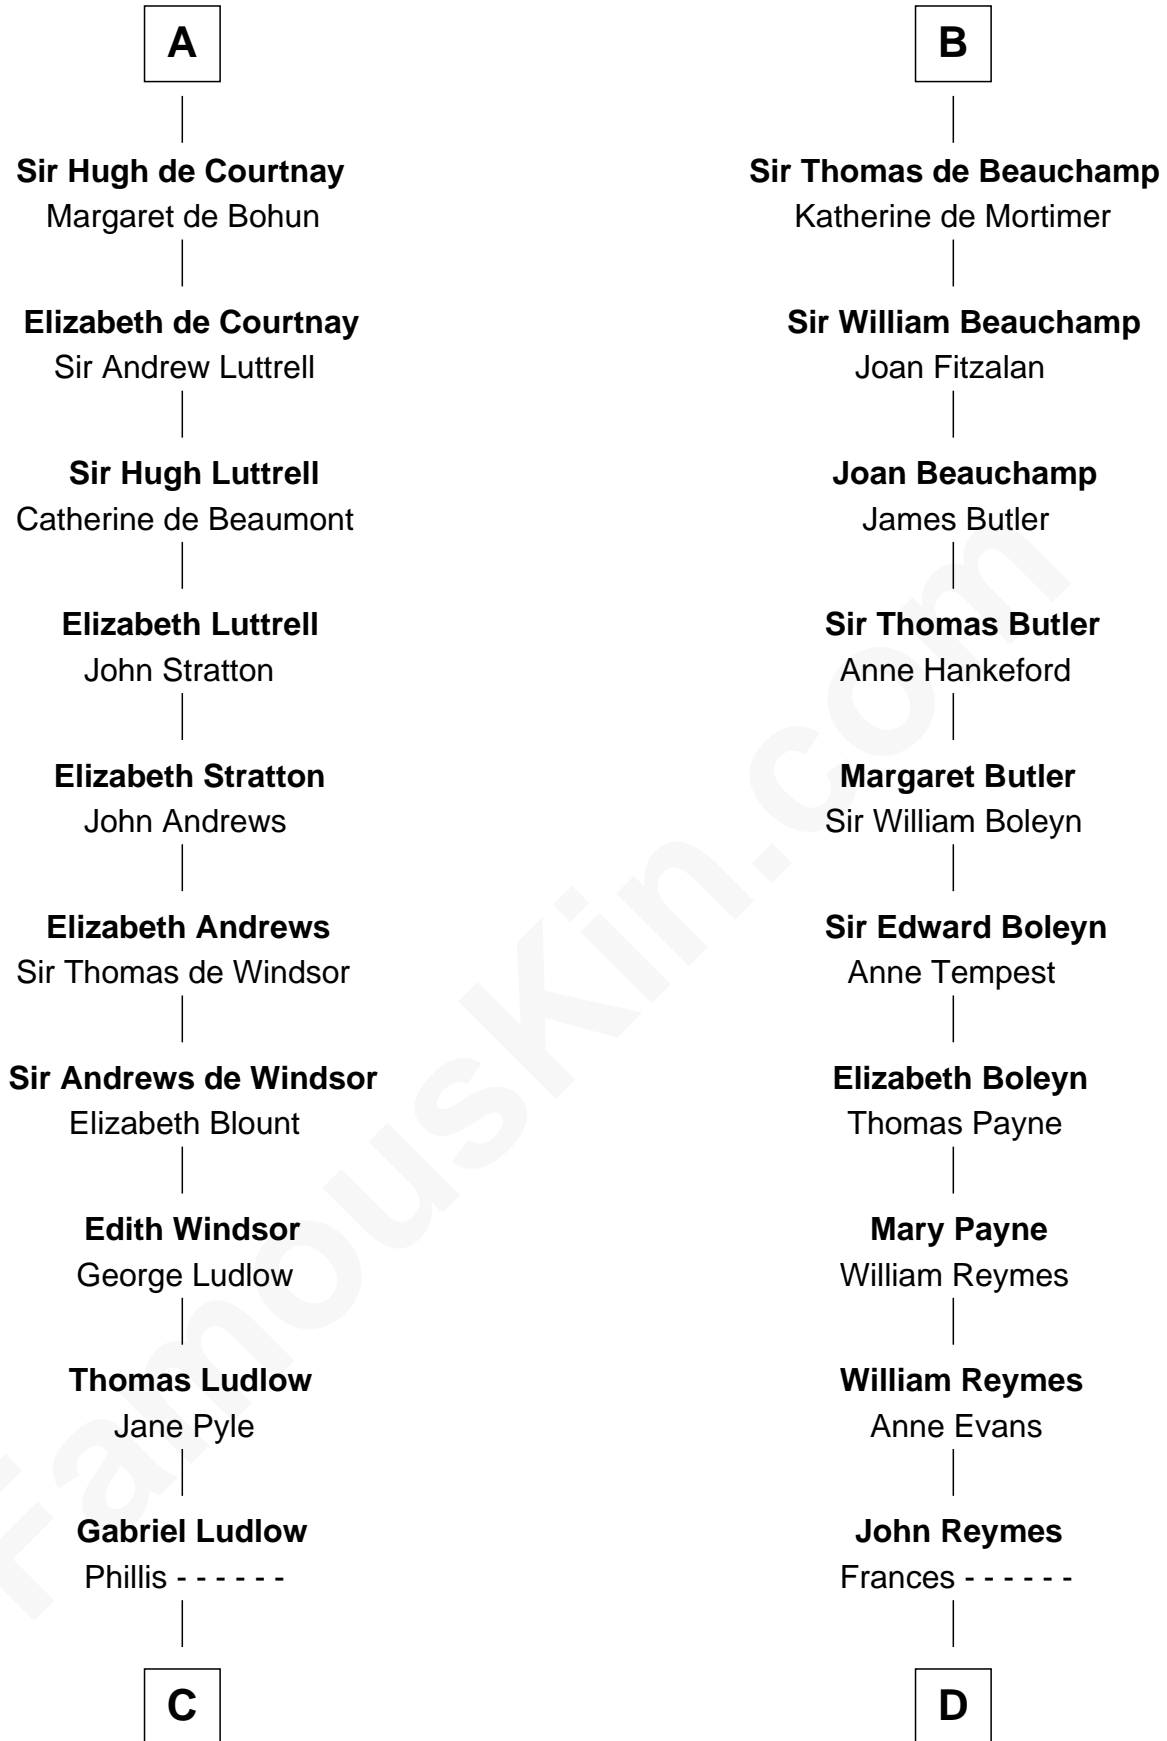 A
Sir Hugh de Courtnay
Margaret de Bohun
Elizabeth de Courtnay
Sir Andrew Luttrell
Sir Hugh Luttrell
Catherine de Beaumont
Elizabeth Luttrell
John Stratton
Elizabeth Stratton
John Andrews
Elizabeth Andrews
Sir Thomas de Windsor
Sir Andrews de Windsor
Elizabeth Blount
Edith Windsor
George Ludlow
Thomas Ludlow
Jane Pyle
Gabriel Ludlow
Phillis - - - - - -
C
B
Sir Thomas de Beauchamp
Katherine de Mortimer
Sir William Beauchamp
Joan Fitzalan
Joan Beauchamp
James Butler
Sir Thomas Butler
Anne Hankeford
Margaret Butler
Sir William Boleyn
Sir Edward Boleyn
Anne Tempest
Elizabeth Boleyn
Thomas Payne
Mary Payne
William Reymes
William Reymes
Anne Evans
John Reymes
Frances - - - - - -
D
FamousKin.com